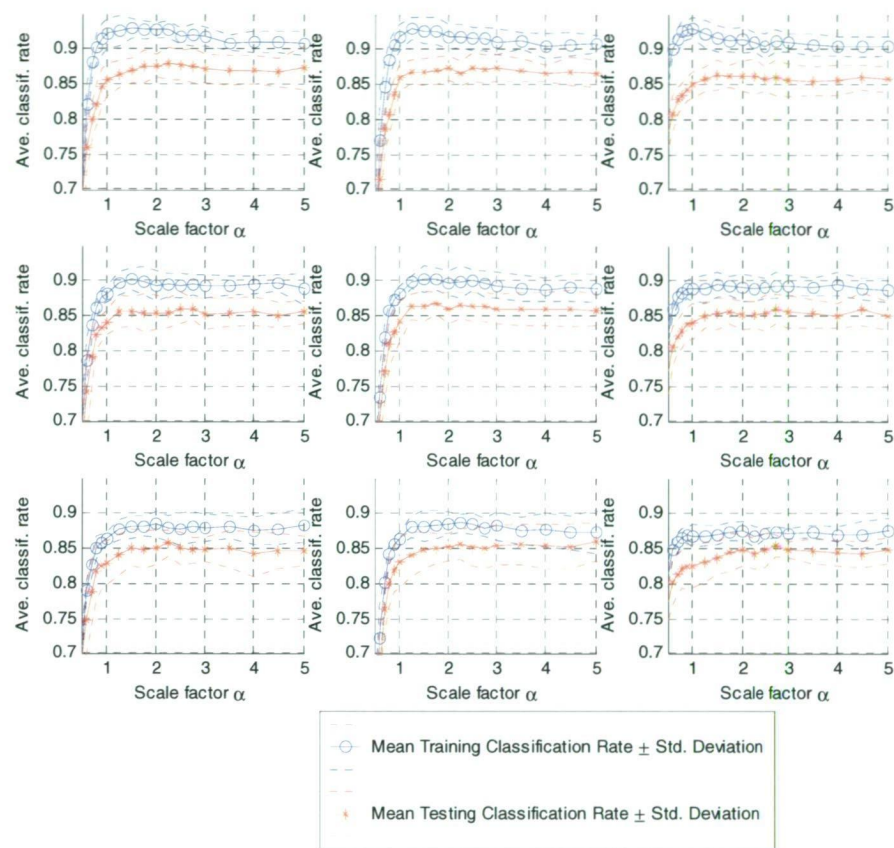 Ave. classif. rate
0.9
0.85
0.8
0.75
0.7
1 2 3 4 5
Scale factor α
Ave. classif. rate
0.9
0.85
0.8
0.75
0.7
1 2 3 4 5
Scale factor α
Ave. classif. rate
0.9
0.85
0.8
0.75
0.7
1 2 3 4 5
Scale factor α
Ave. classif. rate
0.9
0.85
0.8
0.75
0.7
1 2 3 4 5
Scale factor α
Ave. classif. rate
0.9
0.85
0.8
0.75
0.7
1 2 3 4 5
Scale factor α
Ave. classif. rate
0.9
0.85
0.8
0.75
0.7
1 2 3 4 5
Scale factor α
Ave. classif. rate
0.9
0.85
0.8
0.75
0.7
1 2 3 4 5
Scale factor α
Ave. classif. rate
0.9
0.85
0.8
0.75
0.7
1 2 3 4 5
Scale factor α
Ave. classif. rate
0.9
0.85
0.8
0.75
0.7
1 2 3 4 5
Scale factor α
Mean Training Classification Rate ± Std. Deviation
Mean Testing Classification Rate ± Std. Deviation